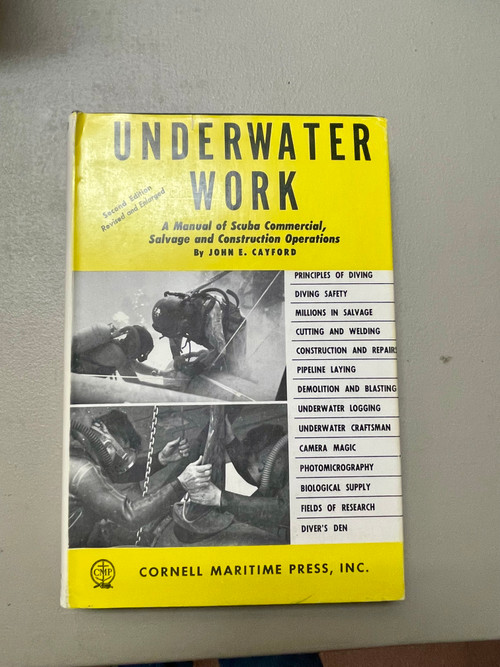 UNDERWATER
WORK
Second Edition
Revised and Enlarged
A Manual of Scuba Commercial,
Salvage and Construction Operations
By JOHN E. CAYFORD
PRINCIPLES OF DIVING
DIVING SAFETY
MILLIONS IN SALVAGE
CUTTING AND WELDING
CONSTRUCTION AND REPAIRS
PIPELINE LAYING
DEMOLITION AND BLASTING
UNDERWATER LOGGING
UNDERWATER CRAFTSMAN
CAMERA MAGIC
PHOTOMICROGRAPHY
BIOLOGICAL SUPPLY
FIELDS OF RESEARCH
DIVER'S DEN
CMP
CORNELL MARITIME PRESS, INC.